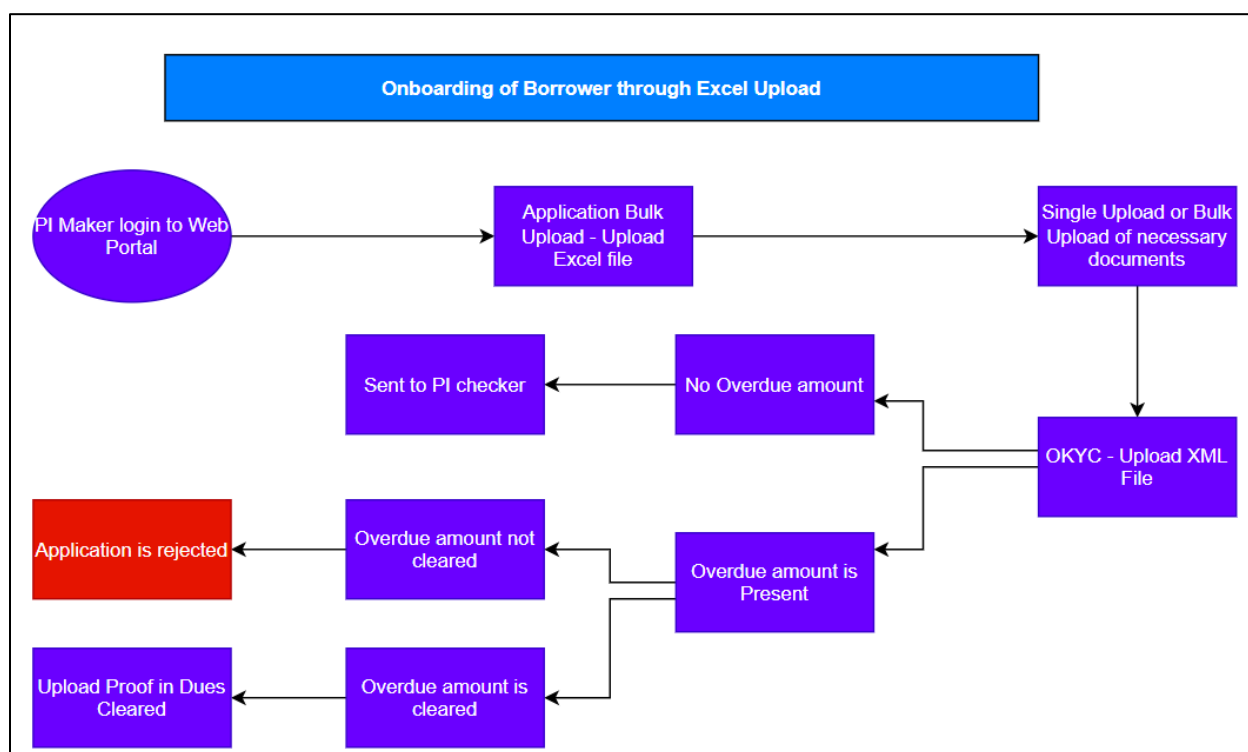 Onboarding of Borrower through Excel Upload
PI Maker login to Web
Portal
Application Bulk
Upload - Upload
Excel file
Single Upload or Bulk
Upload of necessary
documents
Sent to PI checker
No Overdue amount
OKYC - Upload XML
File
Application is rejected
Overdue amount not
cleared
Overdue amount is
Present
Upload Proof in Dues
Cleared
Overdue amount is
cleared